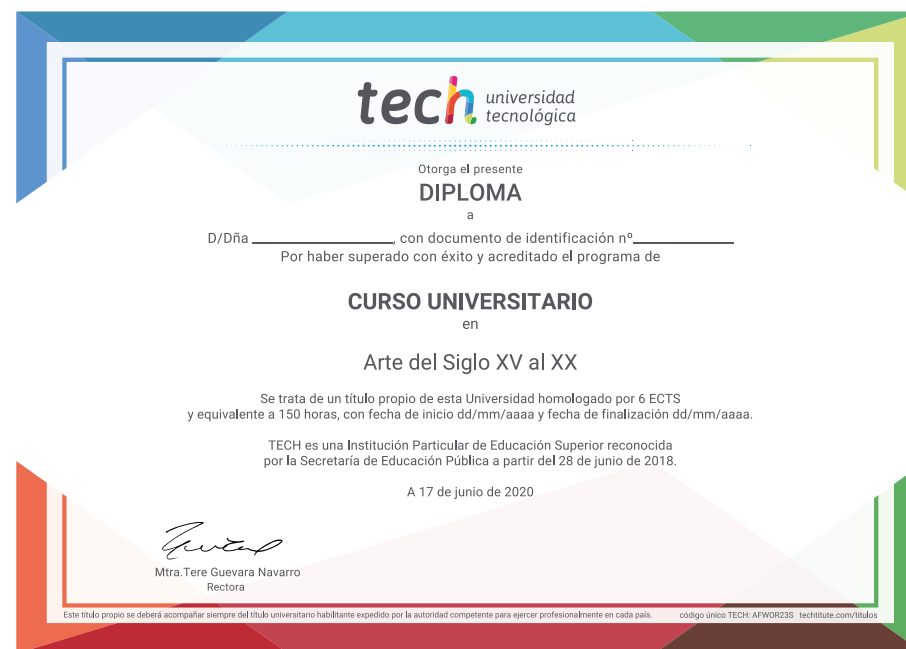 tech universidad
tecnológica
Otorga el presente
DIPLOMA
a
D/Dña ____________________, con documento de identificación nº______________
Por haber superado con éxito y acreditado el programa de
CURSO UNIVERSITARIO
en
Arte del Siglo XV al XX
Se trata de un título propio de esta Universidad homologado por 6 ECTS
y equivalente a 150 horas, con fecha de inicio dd/mm/aaaa y fecha de finalización dd/mm/aaaa.
TECH es una Institución Particular de Educación Superior reconocida
por la Secretaría de Educación Pública a partir del 28 de junio de 2018.
A 17 de junio de 2020
Mtra.Tere Guevara Navarro
Rectora
Este título propio se deberá acompañar siempre del título universitario habilitante expedido por la autoridad competente para ejercer profesionalmente en cada país. código único TECH: AFWOR23S techtitute.com/titulos